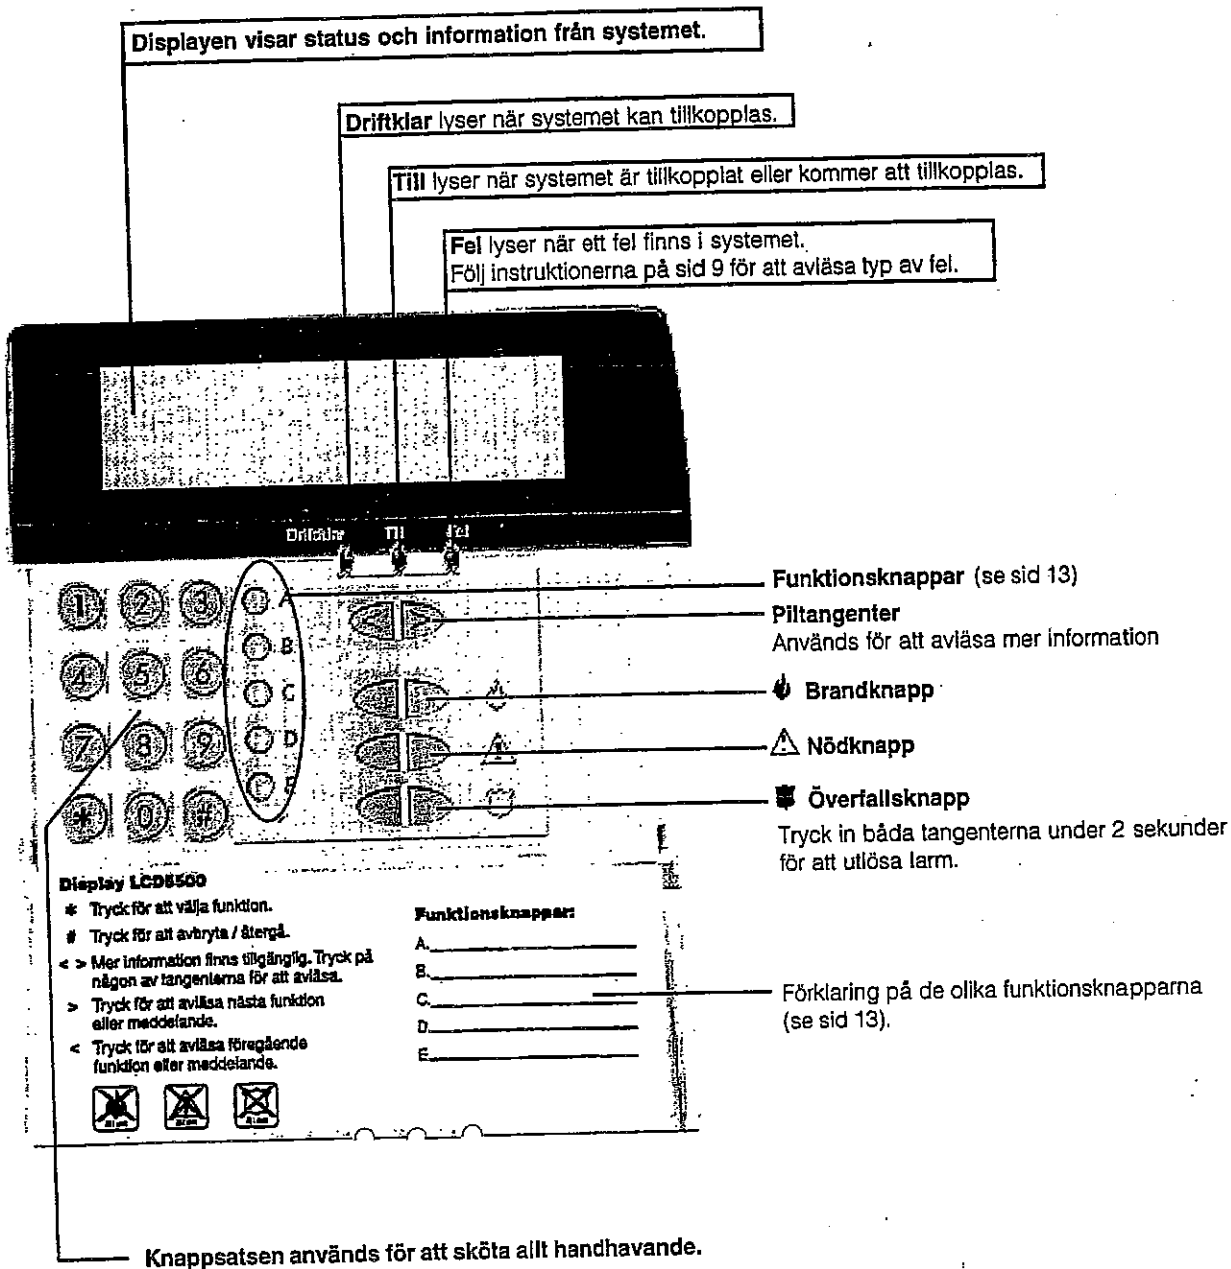 Displayen visar status och information från systemet.
Driftklar lyser när systemet kan tillkopplas.
Till lyser när systemet är tillkopplat eller kommer att tillkopplas.
Fel lyser när ett fel finns i systemet.
Följ instruktionerna på sid 9 för att avläsa typ av fel.
Driftklar Till Fel
1 2 3 A
4 5 6 B
C
7 8 9 D
* 0 # E
Funktionsknappar (se sid 13)
Piltangenter
Används för att avläsa mer information
Brandknapp
Nödknapp
Överfallsknapp
Tryck in båda tangenterna under 2 sekunder
för att utlösa larm.
Display LCD5500
* Tryck för att välja funktion.
# Tryck för att avbryta / återgå.
< > Mer information finns tillgänglig. Tryck på
någon av tangenterna för att avläsa.
> Tryck för att avläsa nästa funktion
eller meddelande.
< Tryck för att avläsa föregående
funktion eller meddelande.
Funktionsknappar:
A.
B.
C.
D.
E.
Förklaring på de olika funktionsknapparna
(se sid 13).
Knappsatsen används för att sköta allt handhavande.